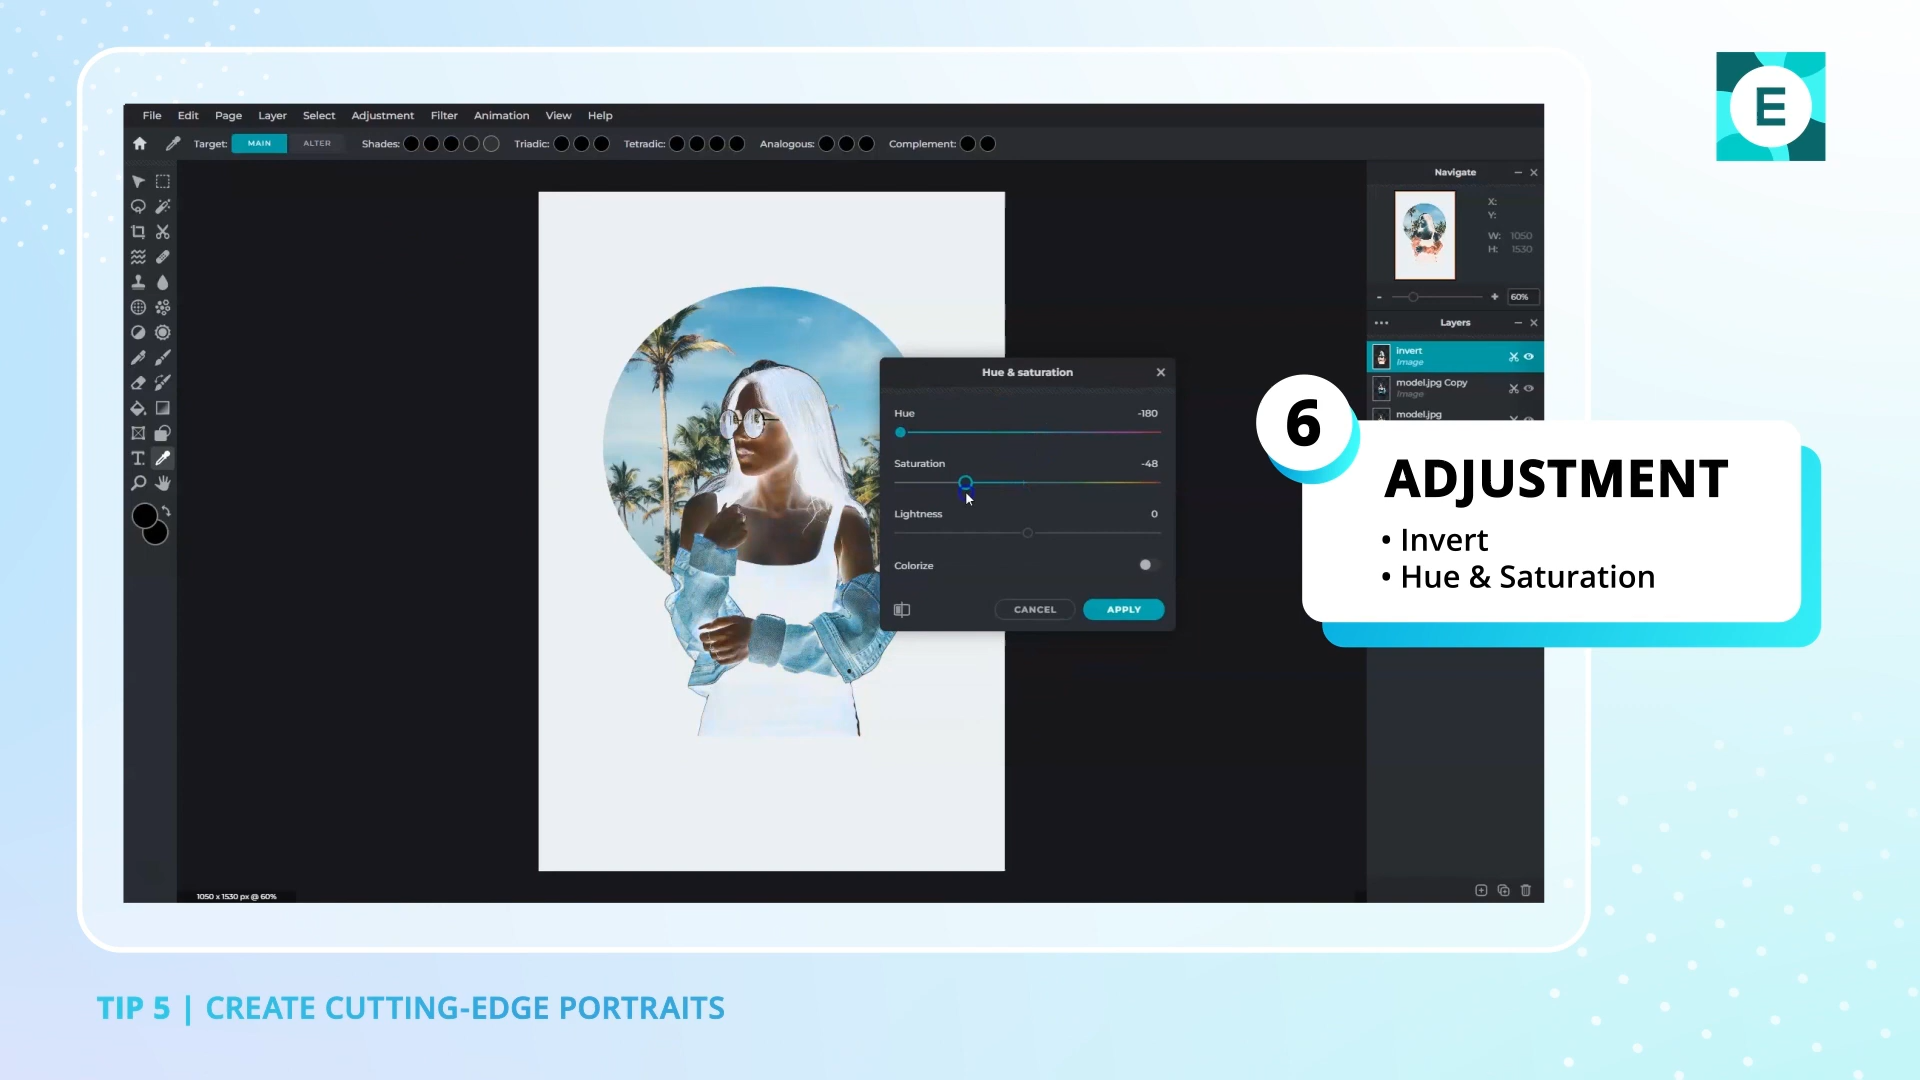 E
File Edit Page Layer Select Adjustment Filter Animation View Help
Target: MAIN ALTER Shades: Triadic: Tetradic: Analogous: Complement:
Navigate
X:
Y:
W: 1050
H: 1530
- + 60%
Layers
invert
Image
model.jpg Copy
Image
model.jpg
Hue & saturation
Hue -180
Saturation -48
Lightness 0
Colorize
CANCEL APPLY
6
ADJUSTMENT
• Invert
• Hue & Saturation
1050 x 1530 px @ 60%
TIP 5 | CREATE CUTTING-EDGE PORTRAITS